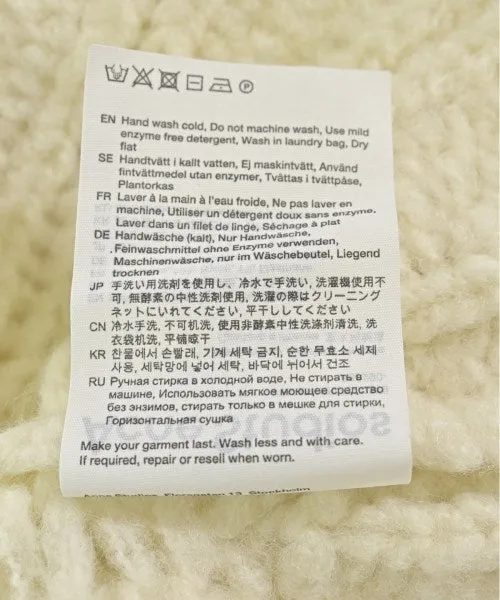 EN Hand wash cold, Do not machine wash, Use mild
enzyme free detergent, Wash in laundry bag, Dry
flat
SE Handtvätt i kallt vatten, Ej maskintvätt, Använd
fintvättmedel utan enzymer, Tvättas i tvättpåse,
Plantorkas
FR Laver à la main à l'eau froide, Ne pas laver en
machine, Utiliser un détergent doux sans enzyme,
Laver dans un filet de linge, Séchage à plat
DE Handwäsche (kalt), Nur Handwäsche,
Feinwaschmittel ohne Enzyme verwenden,
Maschinenwäsche, nur im Wäschebeutel, Liegend
trocknen
JP 手洗い用洗剤を使用し、冷水で手洗い, 洗濯機使用不
可, 無酵素の中性洗剤使用, 洗濯の際はクリーニング
ネットにいれてください, 平干ししてください
CN 冷水手洗, 不可机洗, 使用非酵素中性洗涤剂清洗, 洗
衣袋机洗, 平铺晾干
KR 찬물에서 손빨래, 기계 세탁 금지, 순한 무효소 세제
사용, 세탁망에 넣어 세탁, 바닥에 뉘어서 건조
RU Ручная стирка в холодной воде, Не стирать в
машине, Использовать мягкое моющее средство
без энзимов, стирать только в мешке для стирки,
Горизонтальная сушка
Make your garment last. Wash less and with care.
If required, repair or resell when worn.
Acne Studios, Floragatan 13, Stockholm